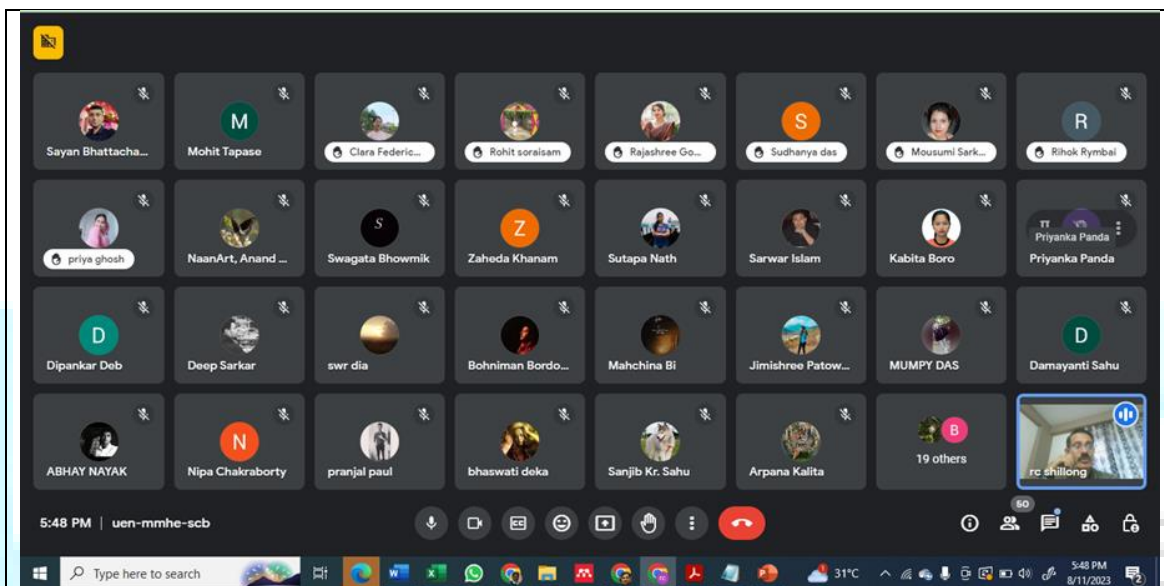 Sayan Bhattacha...
M
Mohit Tapase
Clara Federic...
Rohit soraisam
Rajashree Go...
S
Sudhanya das
Mousumi Sark...
R
Rihok Rymbai
priya ghosh
NaanArt, Anand ...
S
Swagata Bhowmik
Z
Zaheda Khanam
Sutapa Nath
Sarwar Islam
Kabita Boro
Priyanka Panda
Priyanka Panda
D
Dipankar Deb
Deep Sarkar
swr dia
Bohniman Bordo...
Mahchina Bi
Jimishree Patow...
MUMPY DAS
D
Damayanti Sahu
ABHAY NAYAK
N
Nipa Chakraborty
pranjal paul
bhaswati deka
Sanjib Kr. Sahu
Arpana Kalita
B
19 others
rc shillong
5:48 PM | uen-mmhe-scb
CC
50
Type here to search
31°C
5:48 PM
8/11/2023